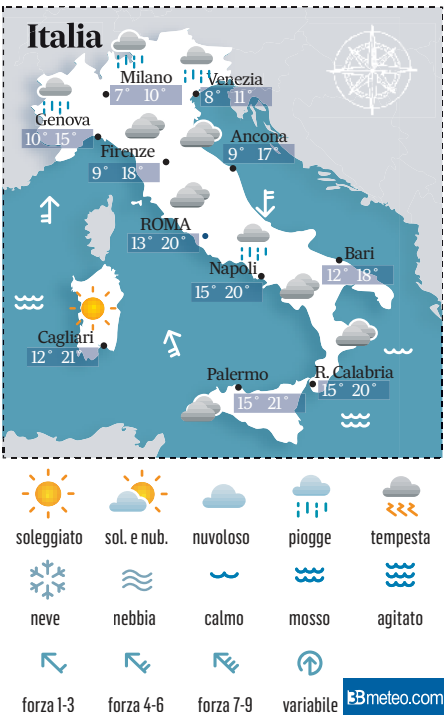 Italia
Milano
7° 10°
Venezia
8° 11°
Genova
10° 15°
Firenze
9° 18°
Ancona
9° 17°
ROMA
13° 20°
Napoli
15° 20°
Bari
12° 18°
Cagliari
12° 21°
Palermo
15° 21°
R. Calabria
15° 20°
soleggiato sol. e nub. nuvoloso piogge tempesta
neve nebbia calmo mosso agitato
forza 1-3 forza 4-6 forza 7-9 variabile
3Bmeteo.com